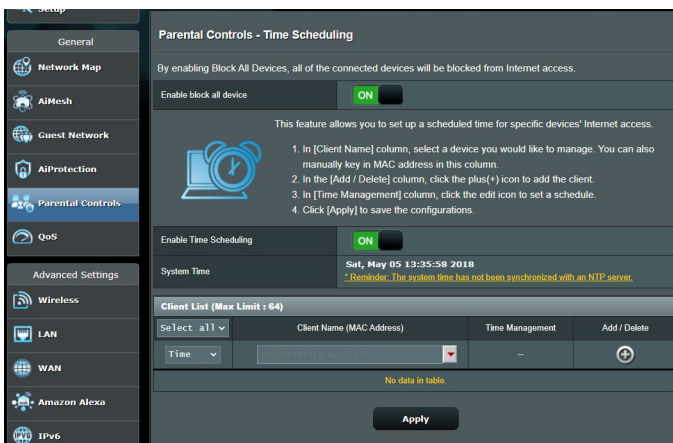 Setup
General
Network Map
AiMesh
Guest Network
AiProtection
Parental Controls
QoS
Advanced Settings
Wireless
LAN
WAN
Amazon Alexa
IPv6
Parental Controls - Time Scheduling
By enabling Block All Devices, all of the connected devices will be blocked from Internet access.
Enable block all device
ON
This feature allows you to set up a scheduled time for specific devices' Internet access.
1. In [Client Name] column, select a device you would like to manage. You can also
manually key in MAC address in this column.
2. In the [Add / Delete] column, click the plus(+) icon to add the client.
3. In [Time Management] column, click the edit icon to set a schedule.
4. Click [Apply] to save the configurations.
Enable Time Scheduling
ON
System Time
Sat, May 05 13:35:58 2018
* Reminder: The system time has not been synchronized with an NTP server.
Client List (Max Limit : 64)
Select all
Client Name (MAC Address)
Time Management
Add / Delete
Time
--
No data in table.
Apply